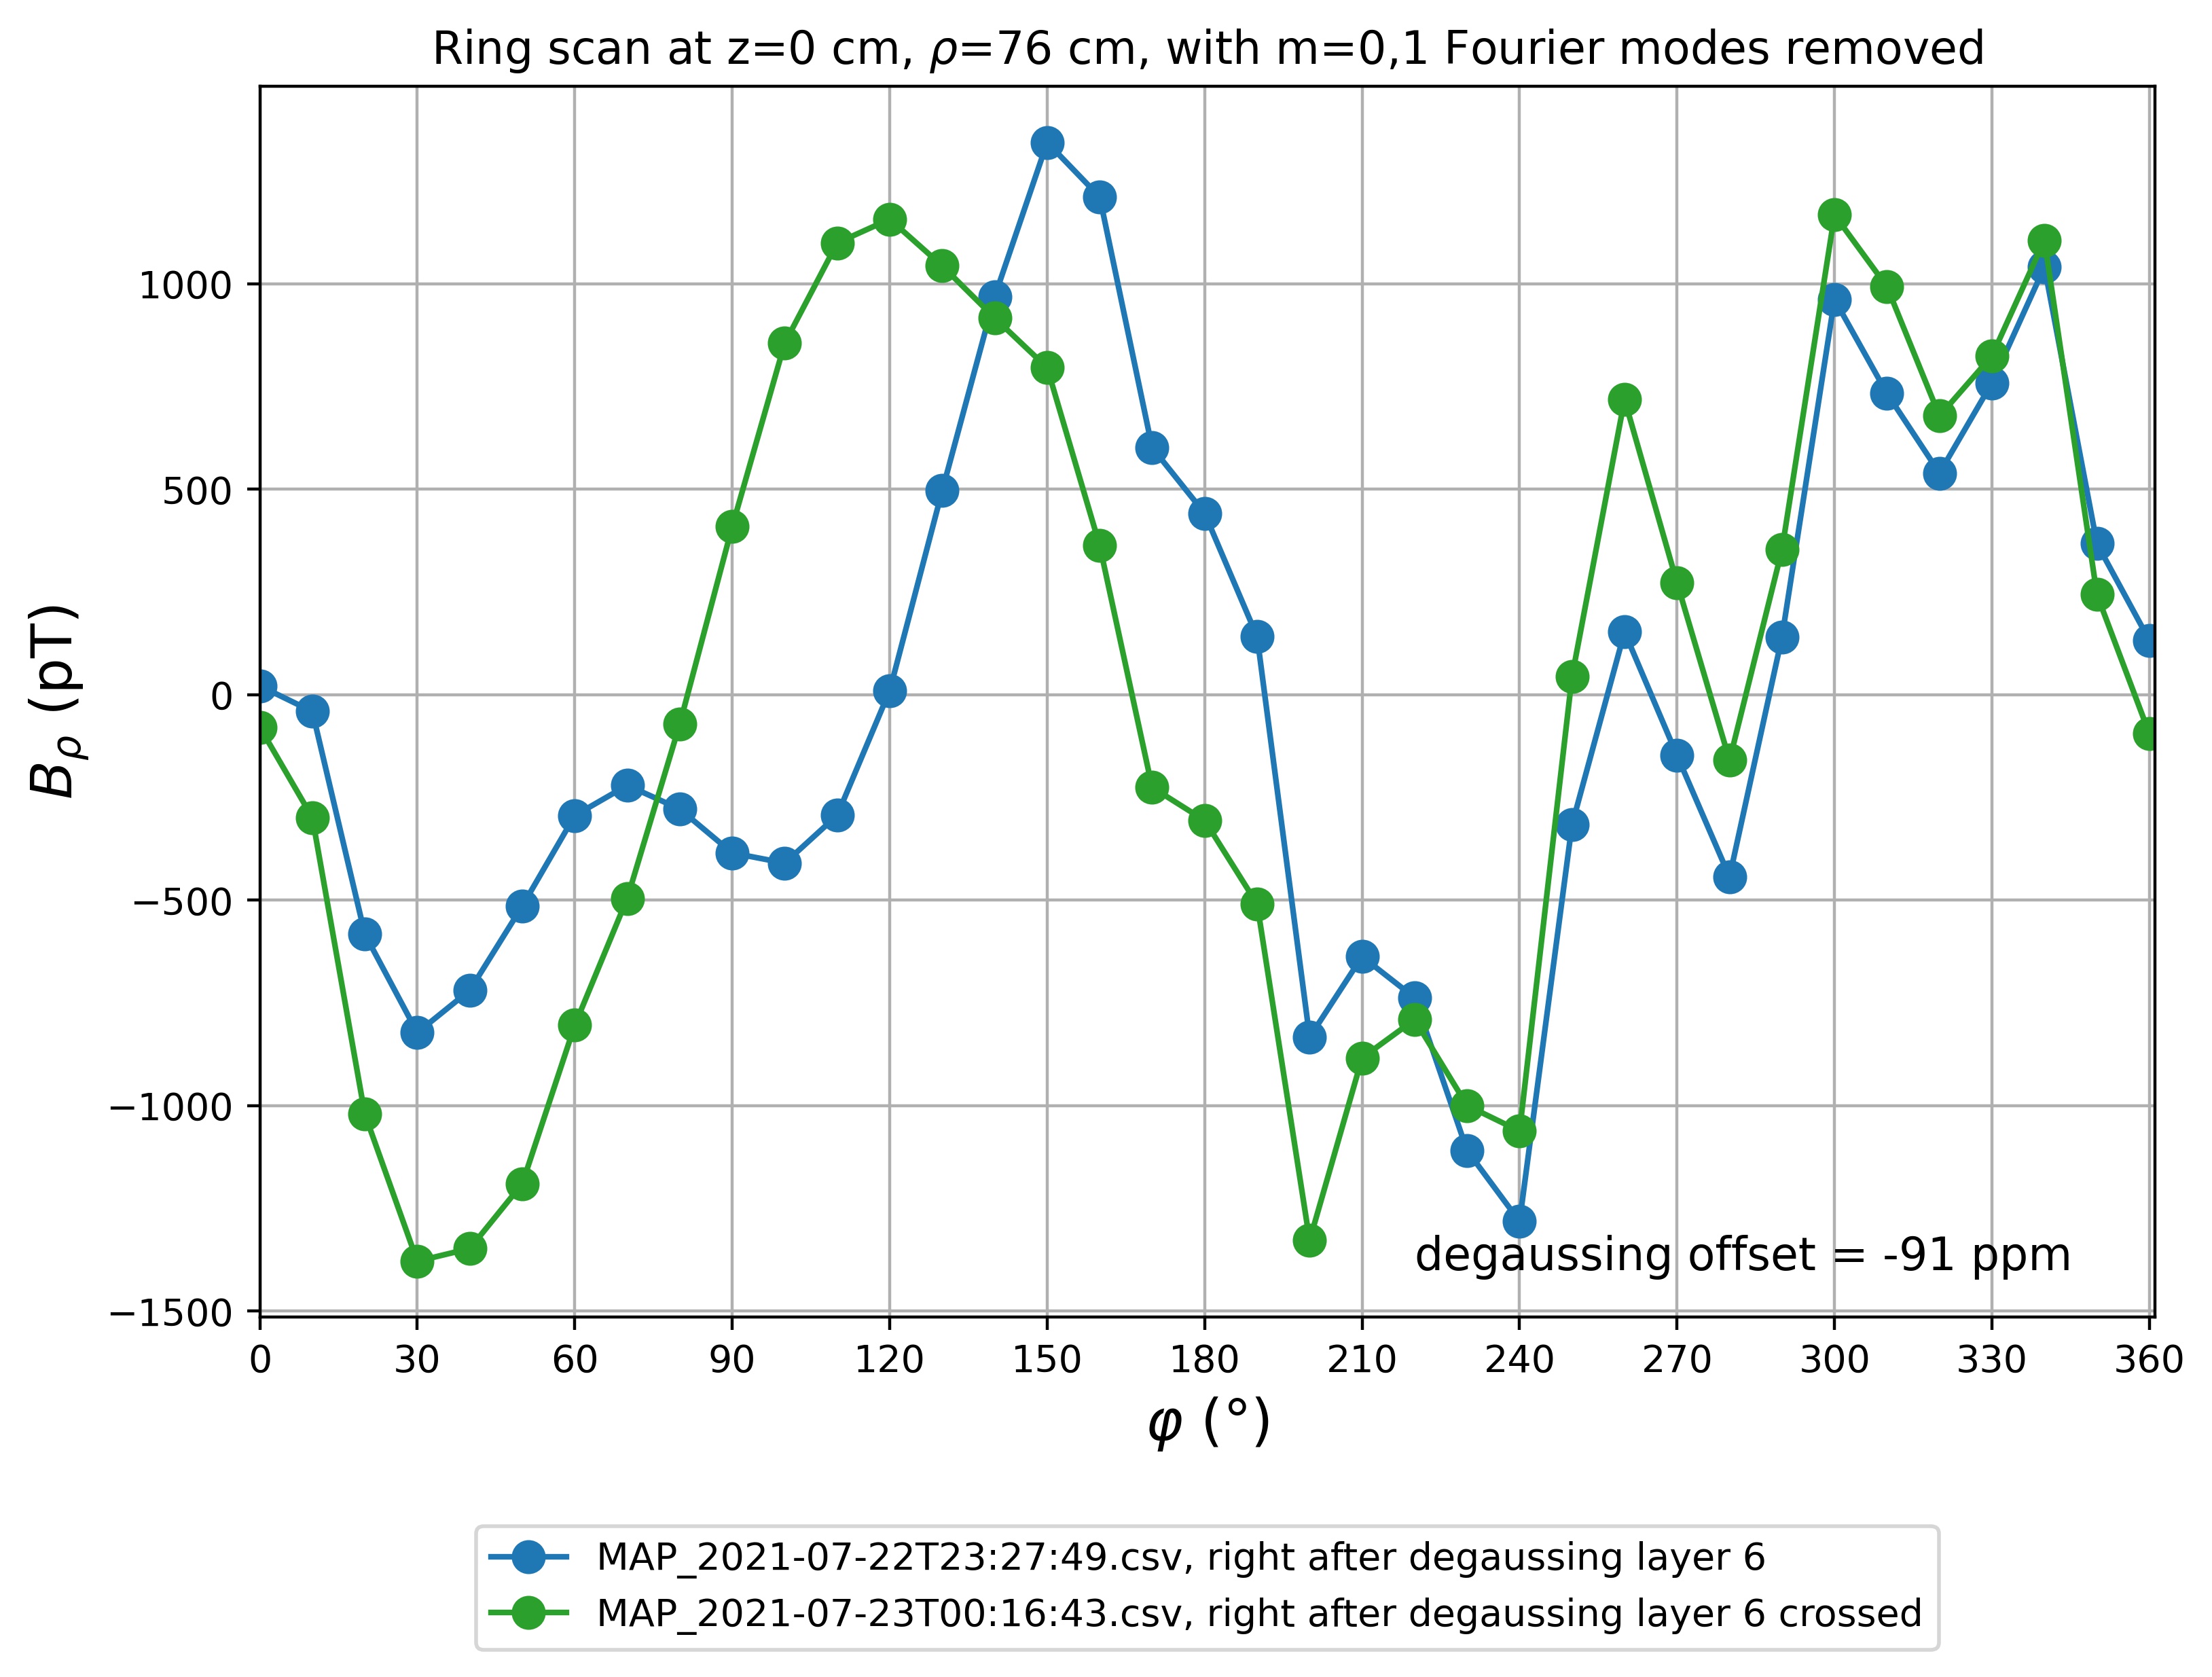 Ring scan at z=0 cm, ρ=76 cm, with m=0,1 Fourier modes removed
1000
500
0
−500
−1000
−1500
B_ρ (pT)
degaussing offset = -91 ppm
0 30 60 90 120 150 180 210 240 270 300 330 360
φ (°)
MAP_2021-07-22T23:27:49.csv, right after degaussing layer 6
MAP_2021-07-23T00:16:43.csv, right after degaussing layer 6 crossed